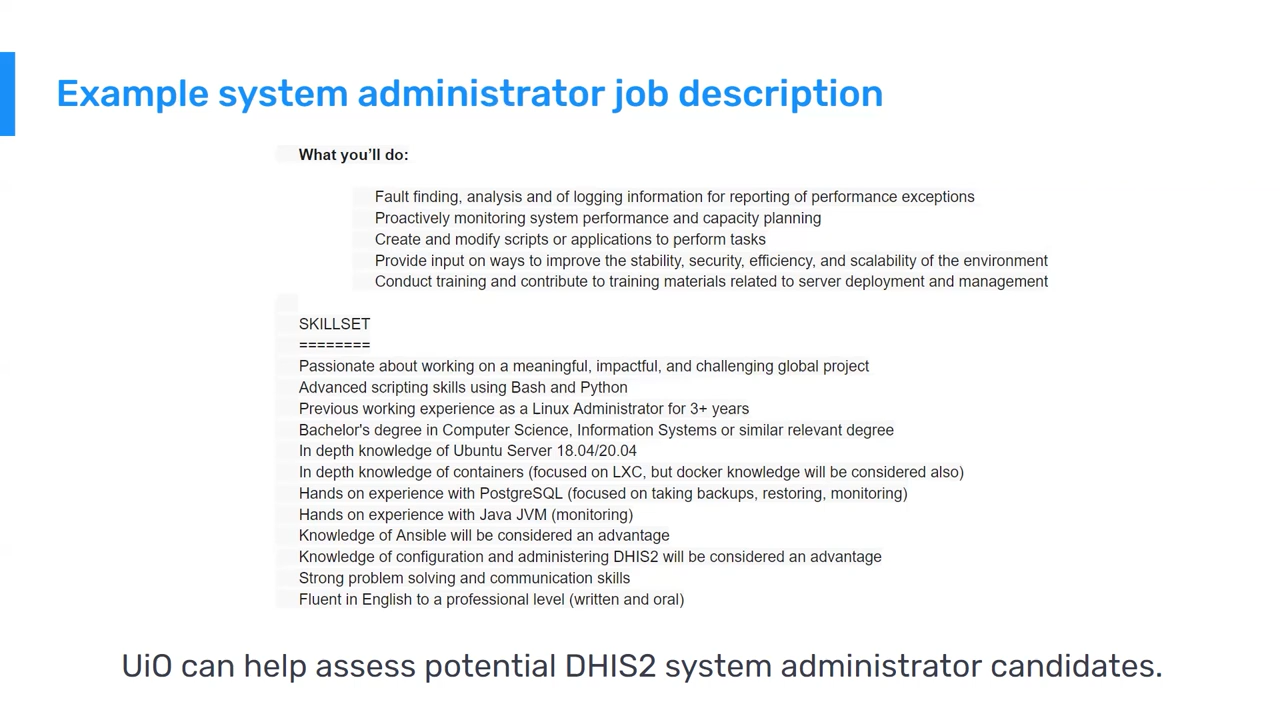 Example system administrator job description
What you’ll do:
Fault finding, analysis and of logging information for reporting of performance exceptions
Proactively monitoring system performance and capacity planning
Create and modify scripts or applications to perform tasks
Provide input on ways to improve the stability, security, efficiency, and scalability of the environment
Conduct training and contribute to training materials related to server deployment and management
SKILLSET
========
Passionate about working on a meaningful, impactful, and challenging global project
Advanced scripting skills using Bash and Python
Previous working experience as a Linux Administrator for 3+ years
Bachelor's degree in Computer Science, Information Systems or similar relevant degree
In depth knowledge of Ubuntu Server 18.04/20.04
In depth knowledge of containers (focused on LXC, but docker knowledge will be considered also)
Hands on experience with PostgreSQL (focused on taking backups, restoring, monitoring)
Hands on experience with Java JVM (monitoring)
Knowledge of Ansible will be considered an advantage
Knowledge of configuration and administering DHIS2 will be considered an advantage
Strong problem solving and communication skills
Fluent in English to a professional level (written and oral)
UiO can help assess potential DHIS2 system administrator candidates.